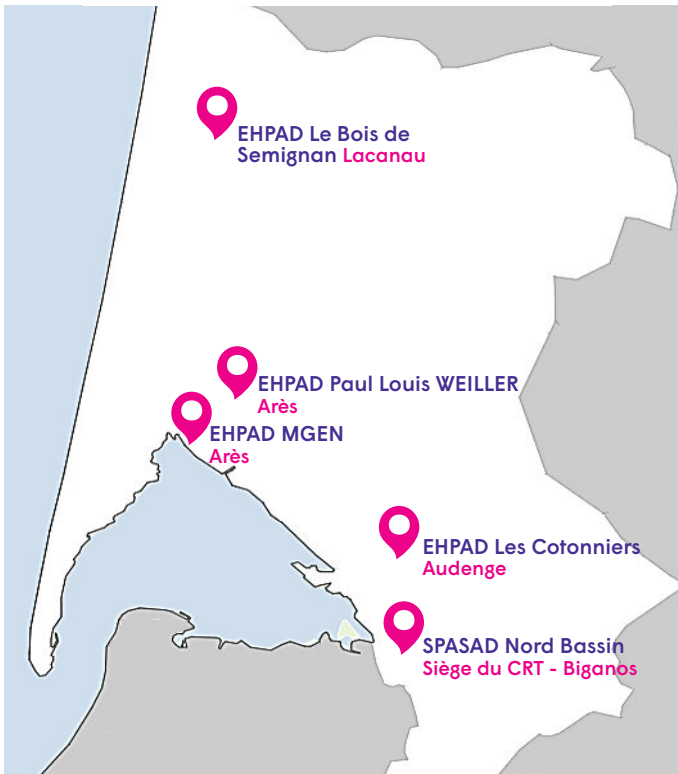 EHPAD Le Bois de
Semignan Lacanau
EHPAD Paul Louis WEILLER
Arès
EHPAD MGEN
Arès
EHPAD Les Cotonniers
Audenge
SPASAD Nord Bassin
Siège du CRT - Biganos